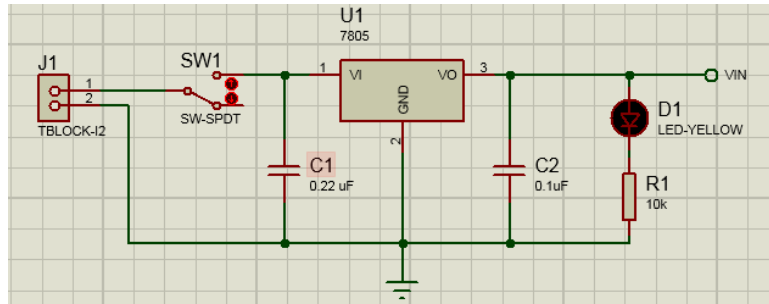 J1
1
2
TBLOCK-I2
SW1
SW-SPDT
U1
7805
1
VI
VO
3
GND
2
C1
0.22 uF
C2
0.1uF
VIN
D1
LED-YELLOW
R1
10k